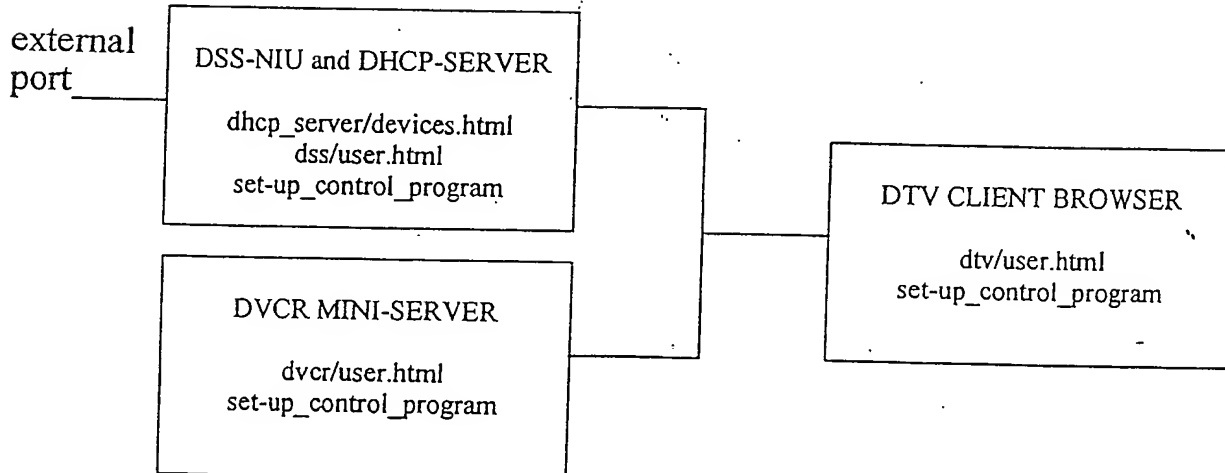 external
port
DSS-NIU and DHCP-SERVER
dhcp_server/devices.html
dss/user.html
set-up_control_program
DVCR MINI-SERVER
dvcr/user.html
set-up_control_program
DTV CLIENT BROWSER
dtv/user.html
set-up_control_program